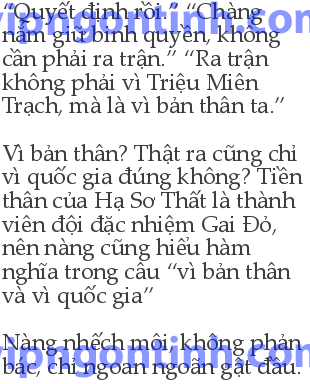 “Quyết định rồi.” “Chàng
nắm giữ binh quyền, không
cần phải ra trận.” “Ra trận
không phải vì Triệu Miên
Trạch, mà là vì bản thân ta.”

Vì bản thân? Thật ra cũng chỉ
vì quốc gia đúng không? Tiền
thân của Hạ Sơ Thất là thành
viên đội đặc nhiệm Gai Đỏ,
nên nàng cũng hiểu hàm
nghĩa trong câu “vì bản thân
và vì quốc gia”

Nàng nhếch môi, không phản
bác, chỉ ngoan ngoãn gật đầu.
vipngontinh.com
vipngontinh.com